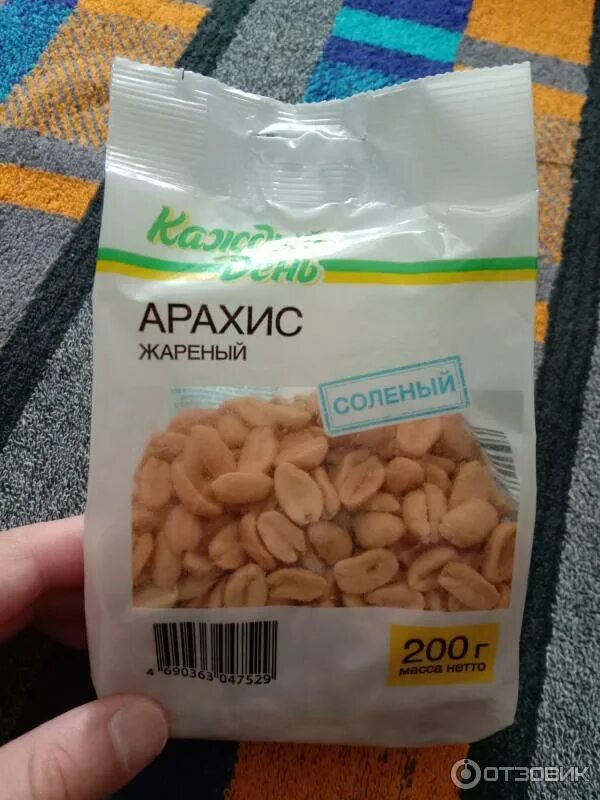 Каждый
День
АРАХИС
ЖАРЕНЫЙ
СОЛЕНЫЙ
200 г
масса нетто
4 690363 047529
ОТЗОВИК